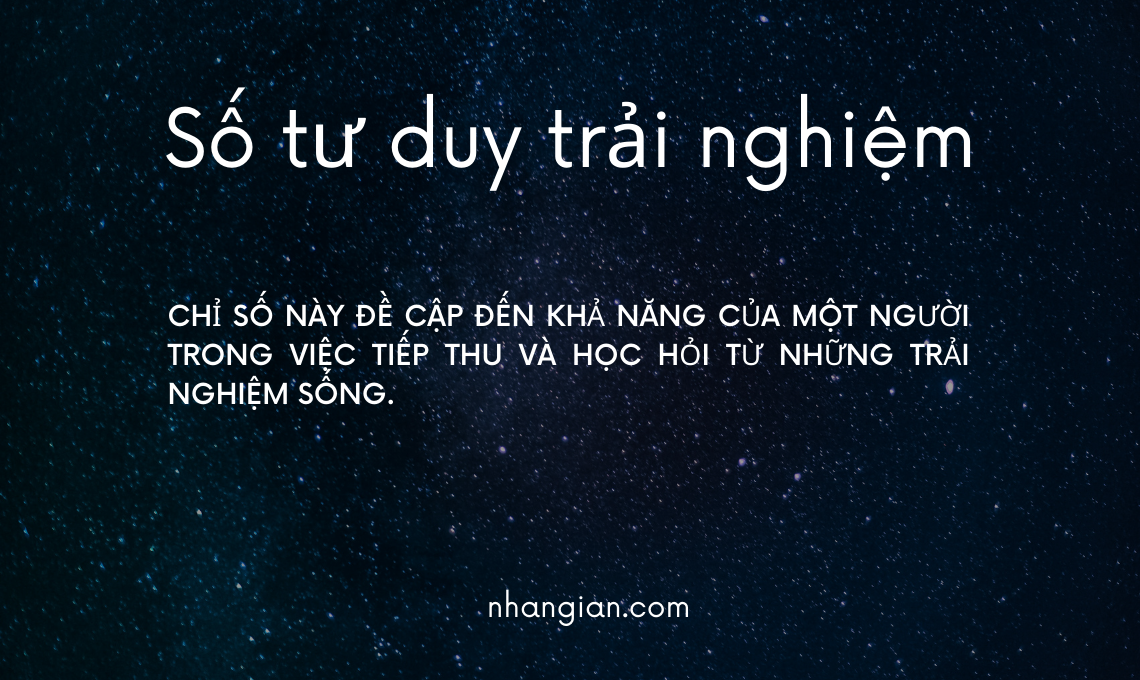 Số tư duy trải nghiệm
CHỈ SỐ NÀY ĐỀ CẬP ĐẾN KHẢ NĂNG CỦA MỘT NGƯỜI
TRONG VIỆC TIẾP THU VÀ HỌC HỎI TỪ NHỮNG TRẢI
NGHIỆM SỐNG.
nhangian.com